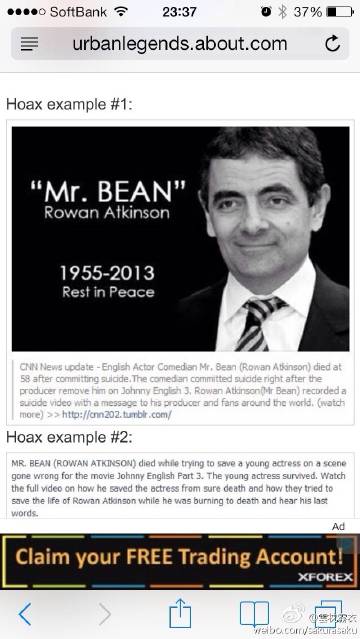 SoftBank 23:37 37%
urbanlegends.about.com
Hoax example #1:
“Mr. BEAN”
Rowan Atkinson
1955-2013
Rest in Peace
CNN News update - English Actor Comedian Mr. Bean (Rowan Atkinson) died at
58 after committing suicide.The comedian committed suicide right after the
producer remove him on Johnny English 3. Rowan Atkinson(Mr Bean) recorded a
suicide video with a message to his producer and fans around the world. (watch
more) >> http://cnn202.tumblr.com/
Hoax example #2:
MR. BEAN (ROWAN ATKINSON) died while trying to save a young actress on a scene
gone wrong for the movie Johnny English Part 3. The young actress survived. Watch
the full video on how he saved the actress from sure death and how they tried to
save the life of Rowan Atkinson while he was burning to death and hear his last
words.
Ad
Claim your FREE Trading Account!
XFOREX
weibo.com/sakurasaku